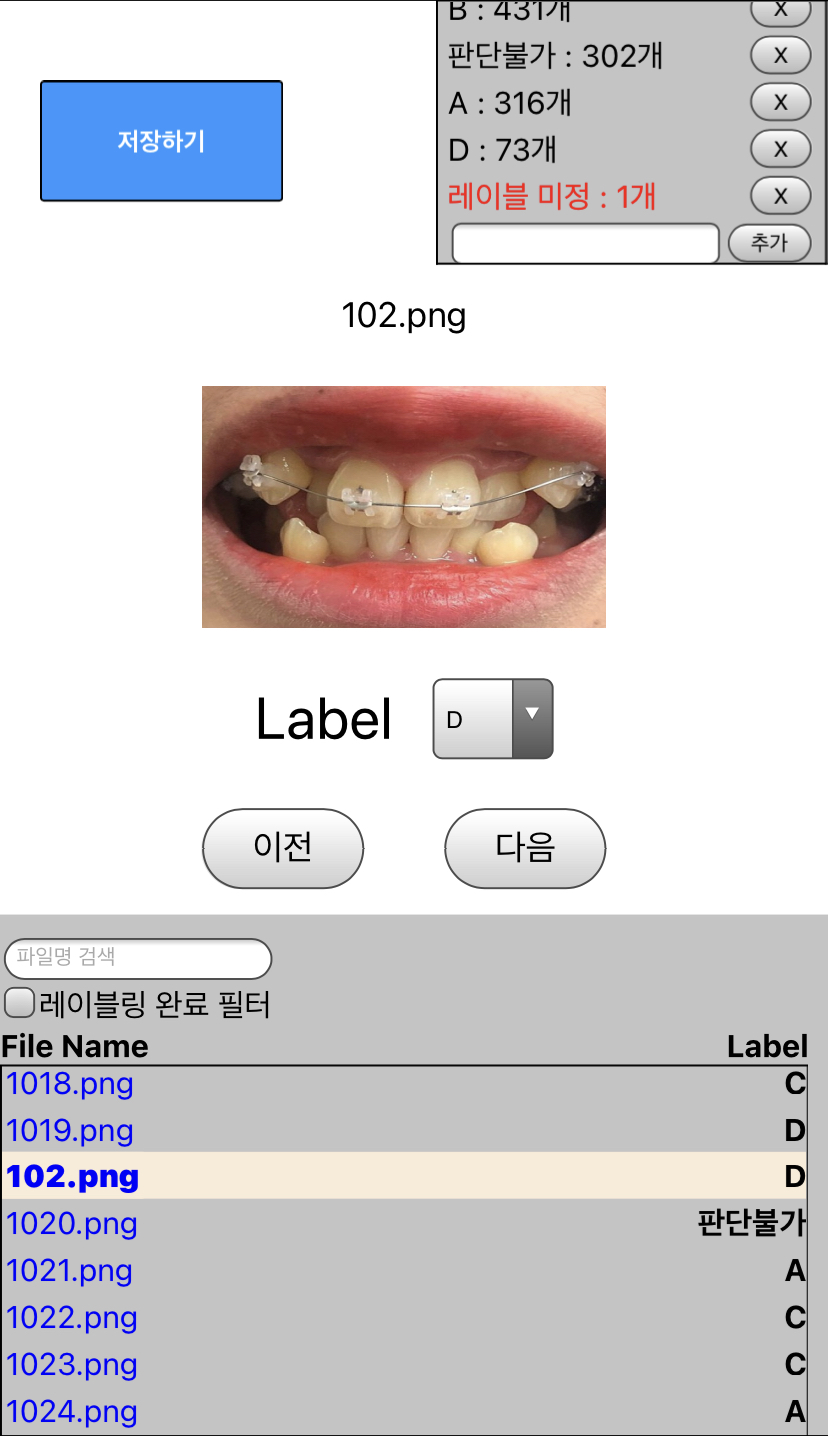 B : 431개
X
판단불가 : 302개
X
A : 316개
X
D : 73개
X
레이블 미정 : 1개
X
추가
저장하기
102.png
Label
D
이전
다음
파일명 검색
레이블링 완료 필터
File Name Label
1018.png C
1019.png D
102.png D
1020.png 판단불가
1021.png A
1022.png C
1023.png C
1024.png A